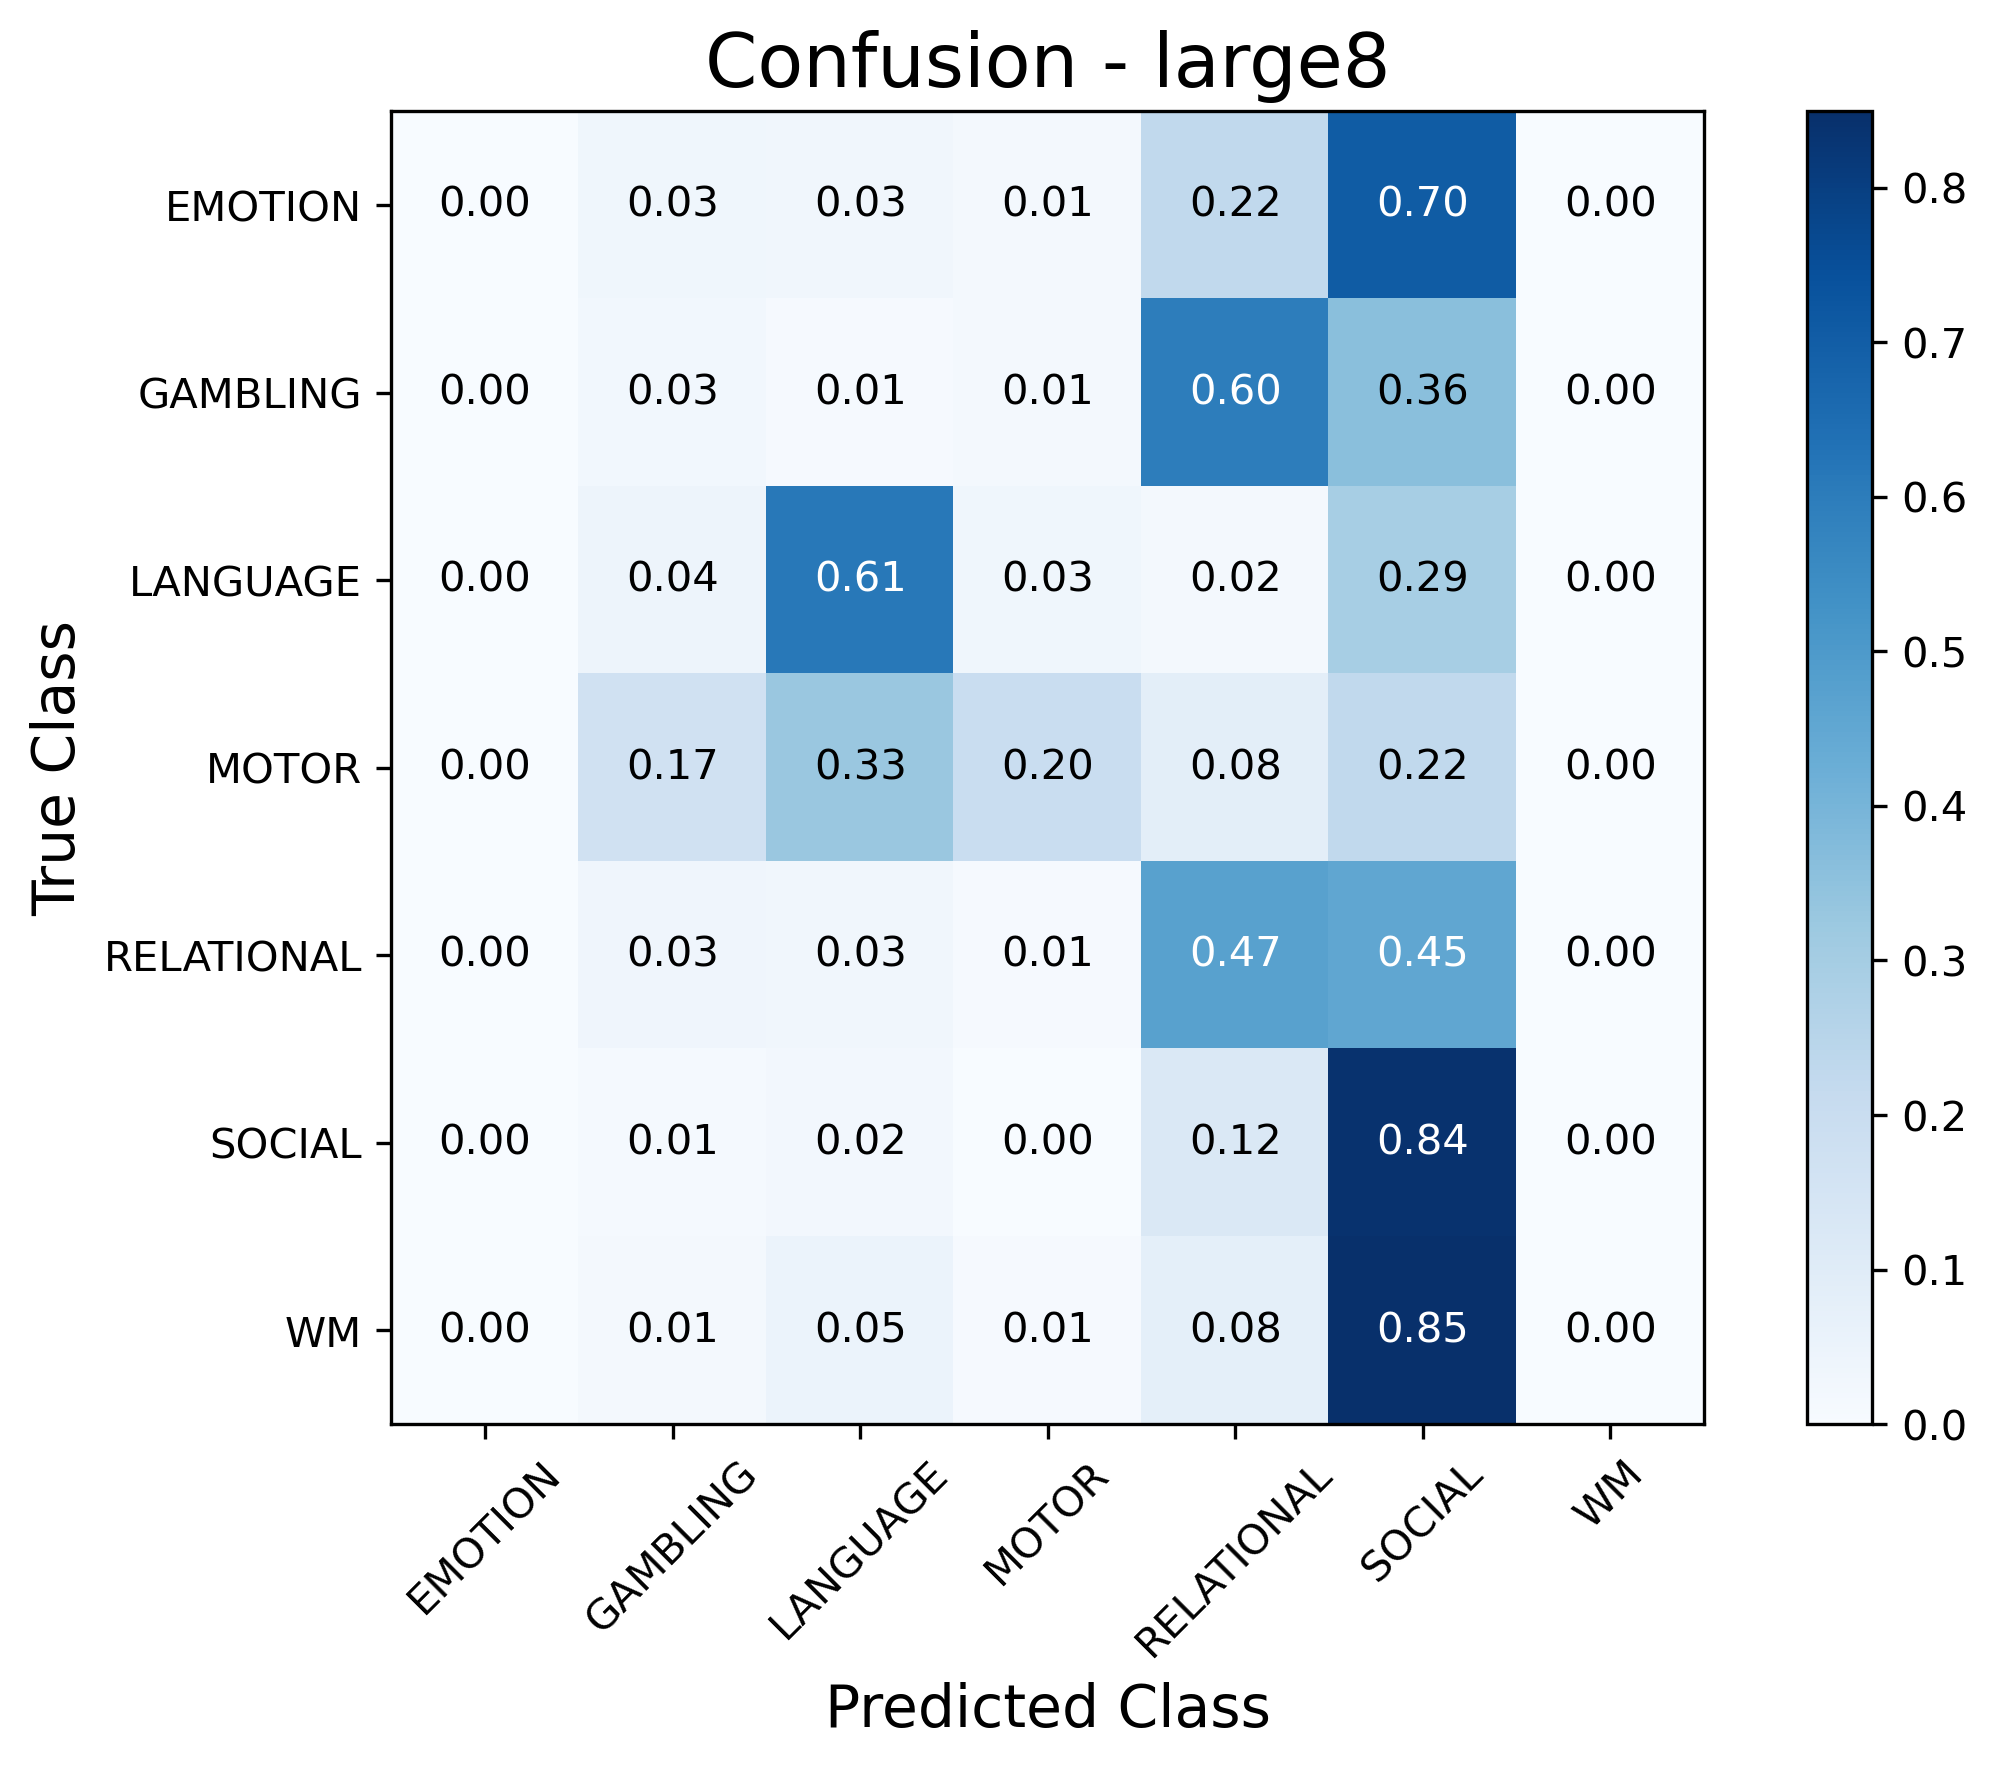 Confusion - large8
EMOTION 0.00 0.03 0.03 0.01 0.22 0.70 0.00
GAMBLING 0.00 0.03 0.01 0.01 0.60 0.36 0.00
LANGUAGE 0.00 0.04 0.61 0.03 0.02 0.29 0.00
MOTOR 0.00 0.17 0.33 0.20 0.08 0.22 0.00
RELATIONAL 0.00 0.03 0.03 0.01 0.47 0.45 0.00
SOCIAL 0.00 0.01 0.02 0.00 0.12 0.84 0.00
WM 0.00 0.01 0.05 0.01 0.08 0.85 0.00
True Class
EMOTION GAMBLING LANGUAGE MOTOR RELATIONAL SOCIAL WM
Predicted Class
0.8
0.7
0.6
0.5
0.4
0.3
0.2
0.1
0.0